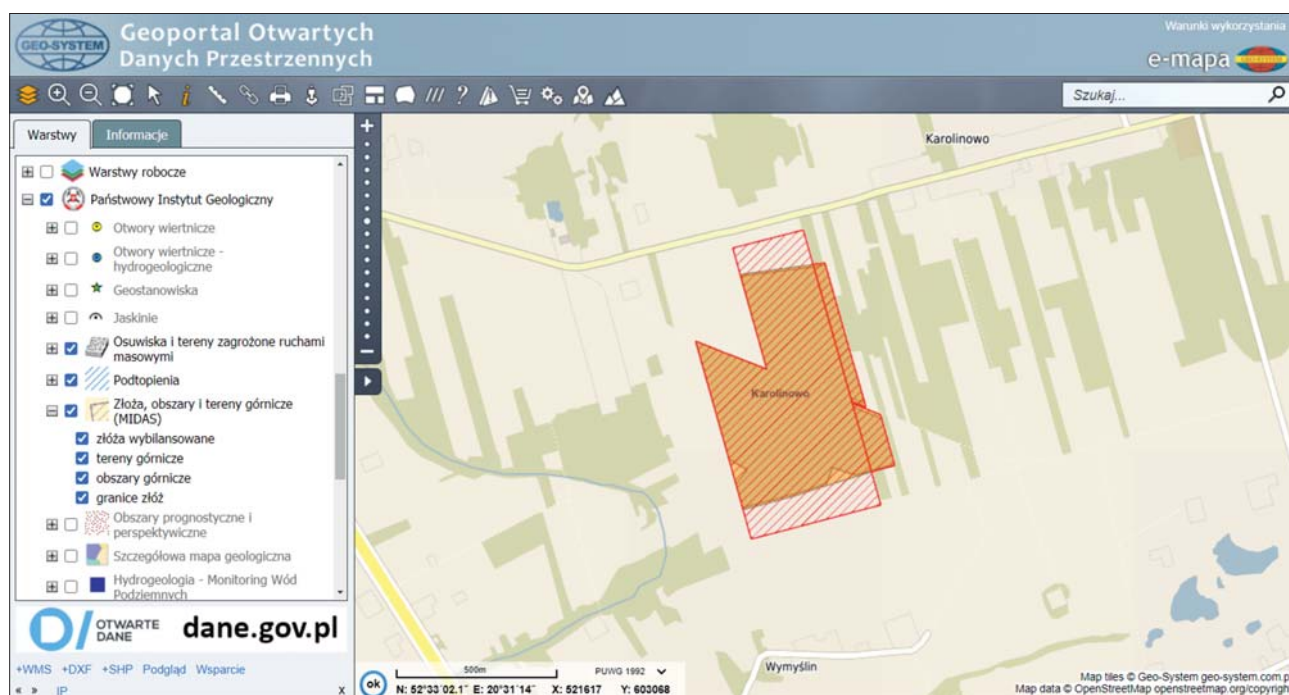 GEO-SYSTEM
Geoportal Otwartych
Danych Przestrzennych
Warunki wykorzystania
e-mapa
GEO-SYSTEM
Szukaj...
Warstwy
Informacje
Warstwy robocze
Państwowy Instytut Geologiczny
Otwory wiertnicze
Otwory wiertnicze -
hydrogeologiczne
Geostanowiska
Jaskinie
Osuwiska i tereny zagrożone ruchami
masowymi
Podtopienia
Złoża, obszary i tereny górnicze
(MIDAS)
złóża wybilansowane
tereny górnicze
obszary górnicze
granice złóż
Obszary prognostyczne i
perspektywiczne
Szczegółowa mapa geologiczna
Hydrogeologia - Monitoring Wód
Podziemnych
OTWARTE
DANE
dane.gov.pl
+WMS +DXF +SHP Podgląd Wsparcie
« » IP X
Karolinowo
Karolinowo
Wymyślin
ok
500m
PUWG 1992
N: 52°33'02.1" E: 20°31'14" X: 521617 Y: 603068
Map tiles © Geo-System geo-system.com.p
Map data © OpenStreetMap openstreetmap.org/copyrigh